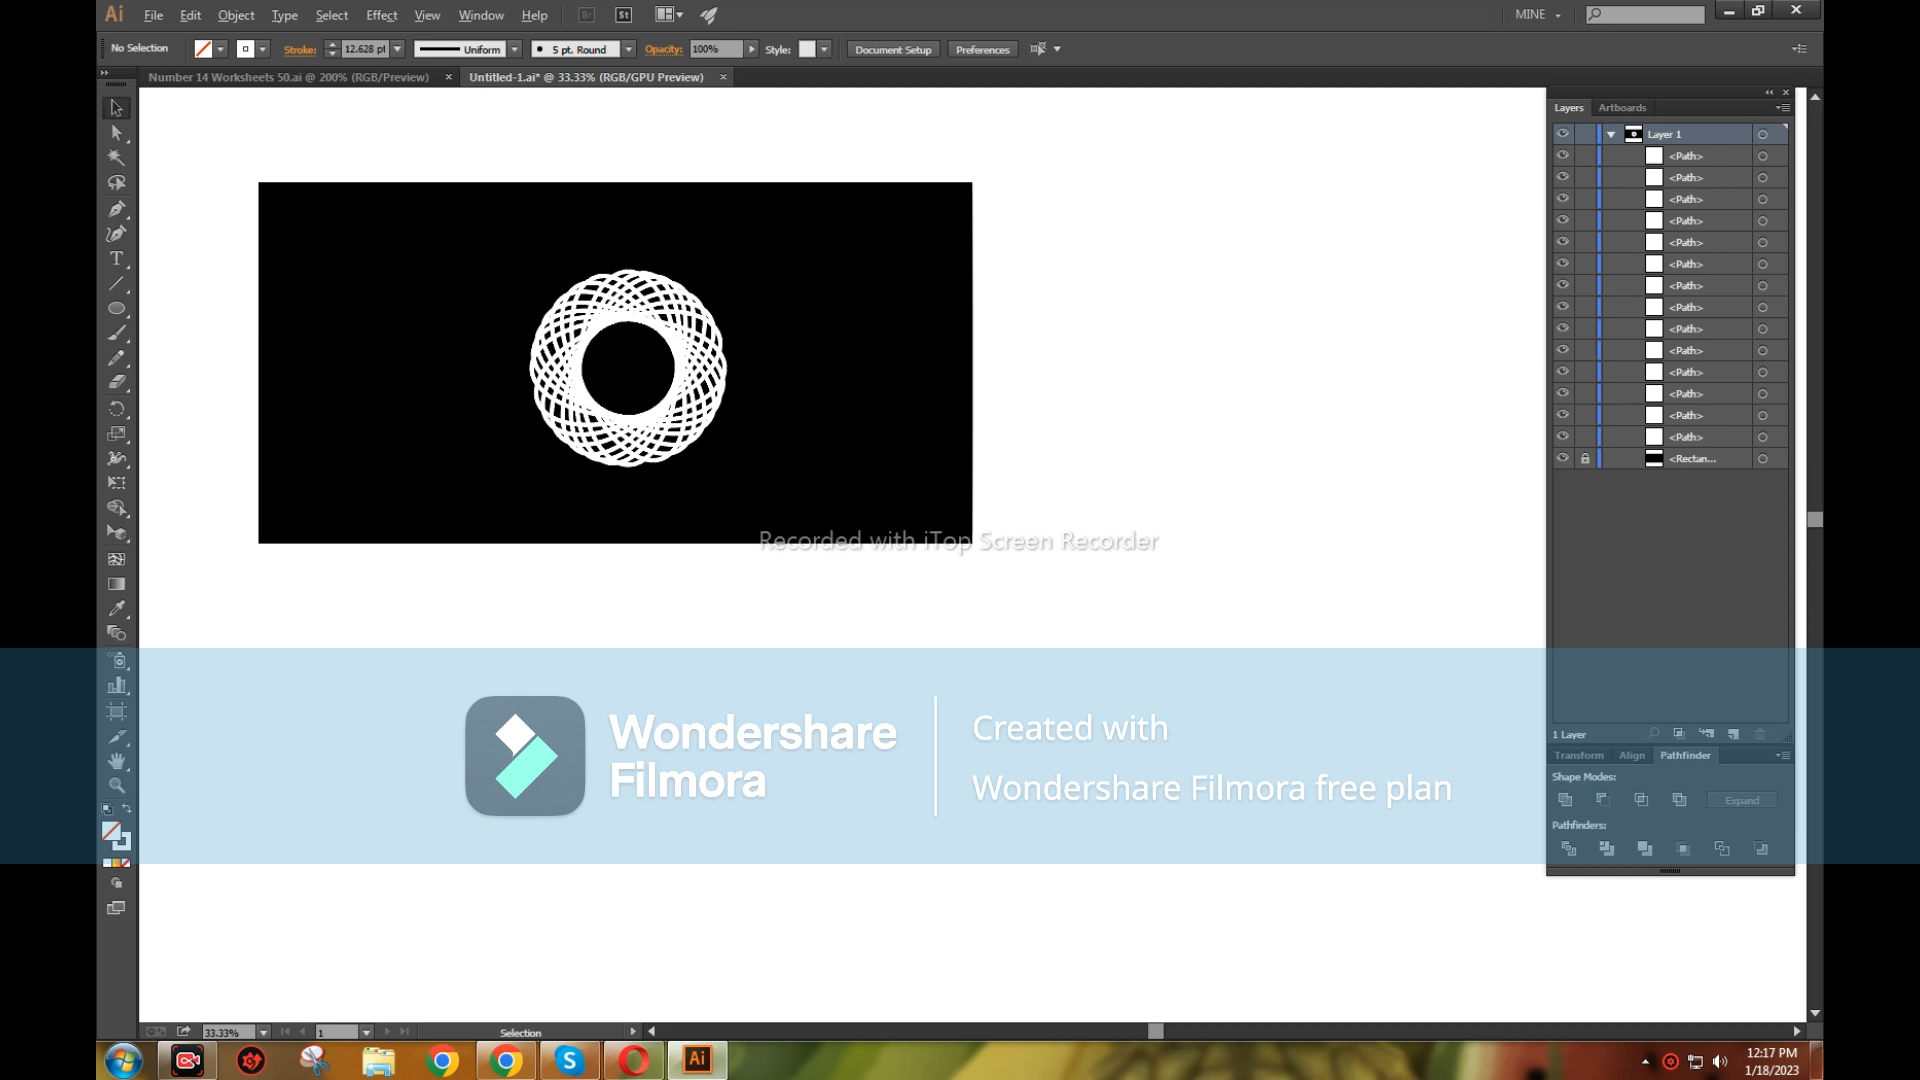 Ai File Edit Object Type Select Effect View Window Help Br St MINE
No Selection Stroke: 12.628 pt Uniform 5 pt. Round Opacity: 100% Style: Document Setup Preferences
Number 14 Worksheets 50.ai @ 200% (RGB/Preview) × Untitled-1.ai* @ 33.33% (RGB/GPU Preview) ×
Layers Artboards
Layer 1
<Path>
<Path>
<Path>
<Path>
<Path>
<Path>
<Path>
<Path>
<Path>
<Path>
<Path>
<Path>
<Path>
<Path>
<Rectan...
Recorded with iTop Screen Recorder
Wondershare
Filmora
Created with
Wondershare Filmora free plan
1 Layer
Transform Align Pathfinder
Shape Modes:
Expand
Pathfinders:
33.33% 1 Selection
S Ai
12:17 PM
1/18/2023